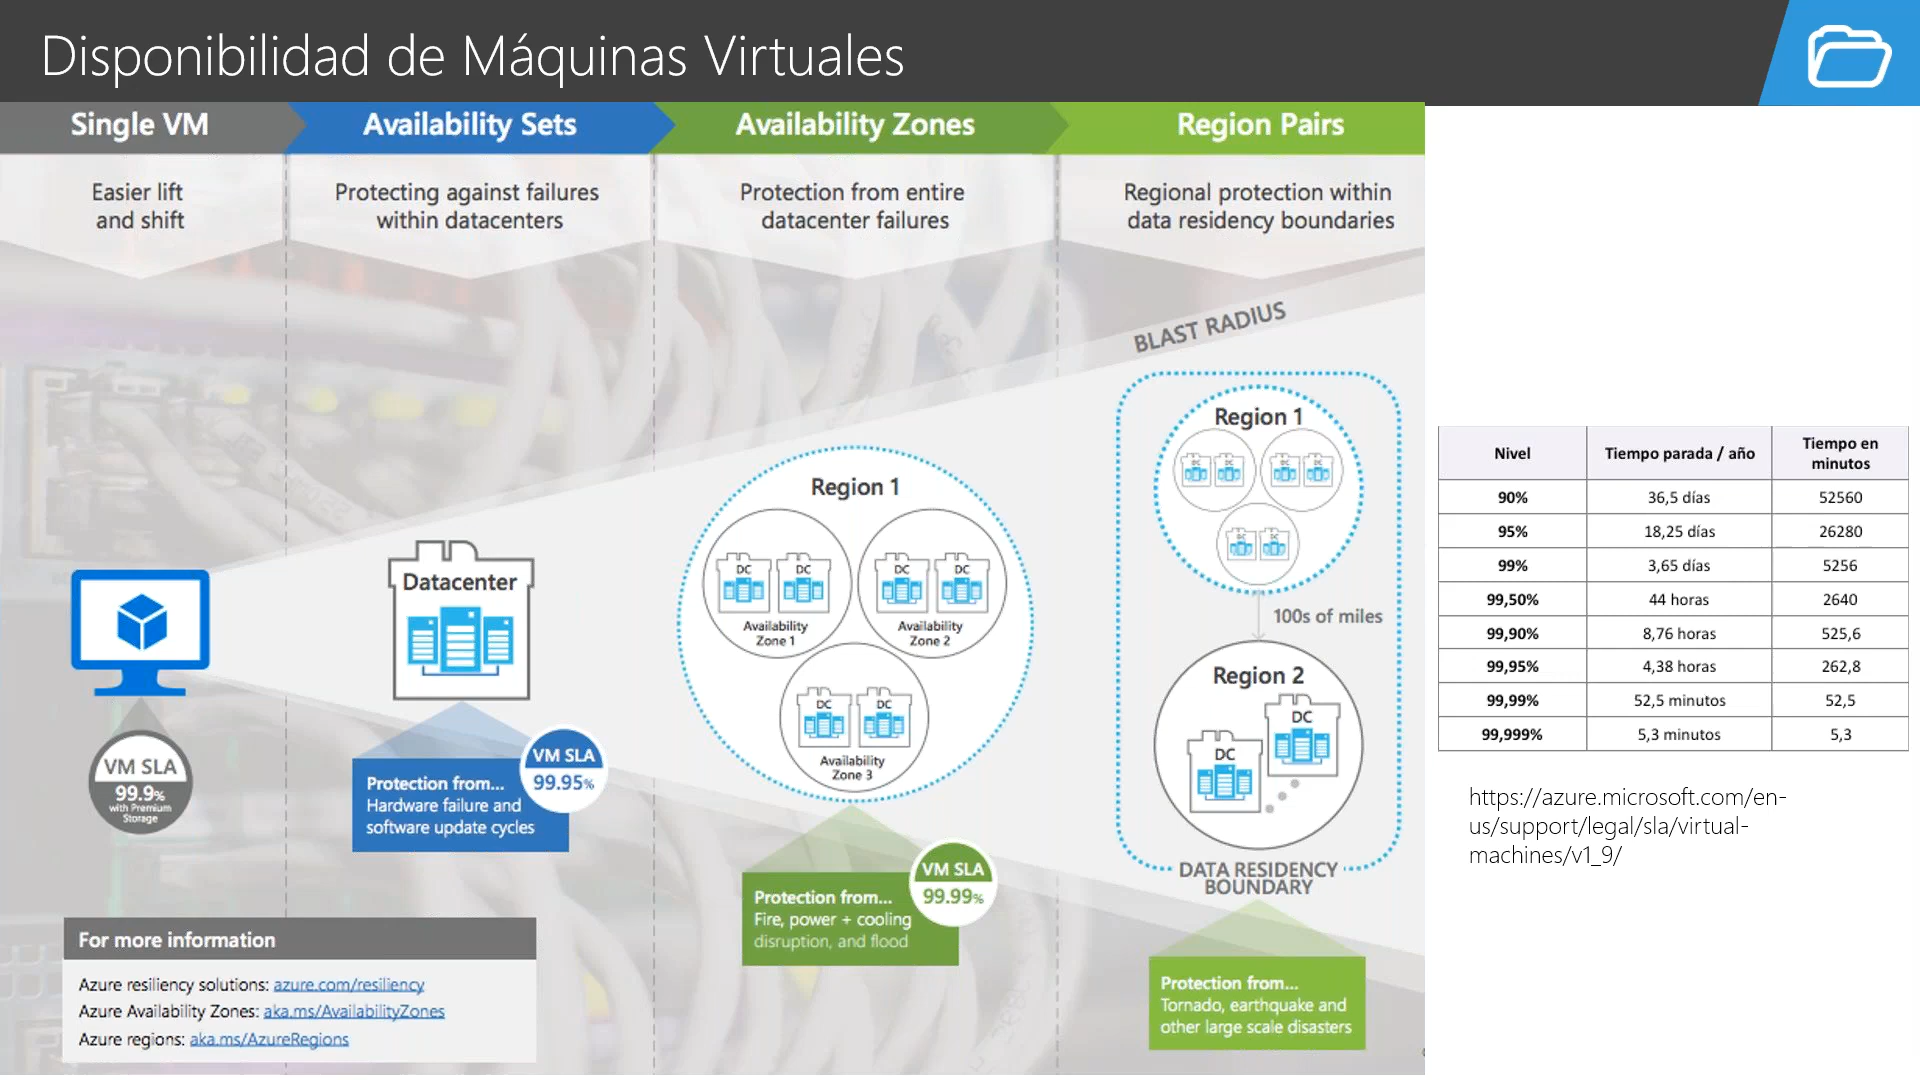 Disponibilidad de Máquinas Virtuales
Single VM
Availability Sets
Availability Zones
Region Pairs
Easier lift
and shift
Protecting against failures
within datacenters
Protection from entire
datacenter failures
Regional protection within
data residency boundaries
BLAST RADIUS
Datacenter
VM SLA
99.9%
with Premium
Storage
VM SLA
99.95%
Protection from...
Hardware failure and
software update cycles
Region 1
DC
DC
Availability
Zone 1
DC
DC
Availability
Zone 2
DC
DC
Availability
Zone 3
VM SLA
99.99%
Protection from...
Fire, power + cooling
disruption, and flood
Region 1
DC
DC
DC
DC
DC
DC
100s of miles
Region 2
DC
DC
DATA RESIDENCY
BOUNDARY
Protection from...
Tornado, earthquake and
other large scale disasters
For more information
Azure resiliency solutions: azure.com/resiliency
Azure Availability Zones: aka.ms/AvailabilityZones
Azure regions: aka.ms/AzureRegions
Nivel Tiempo parada / año Tiempo en minutos
90% 36,5 días 52560
95% 18,25 días 26280
99% 3,65 días 5256
99,50% 44 horas 2640
99,90% 8,76 horas 525,6
99,95% 4,38 horas 262,8
99,99% 52,5 minutos 52,5
99,999% 5,3 minutos 5,3
https://azure.microsoft.com/en-
us/support/legal/sla/virtual-
machines/v1_9/